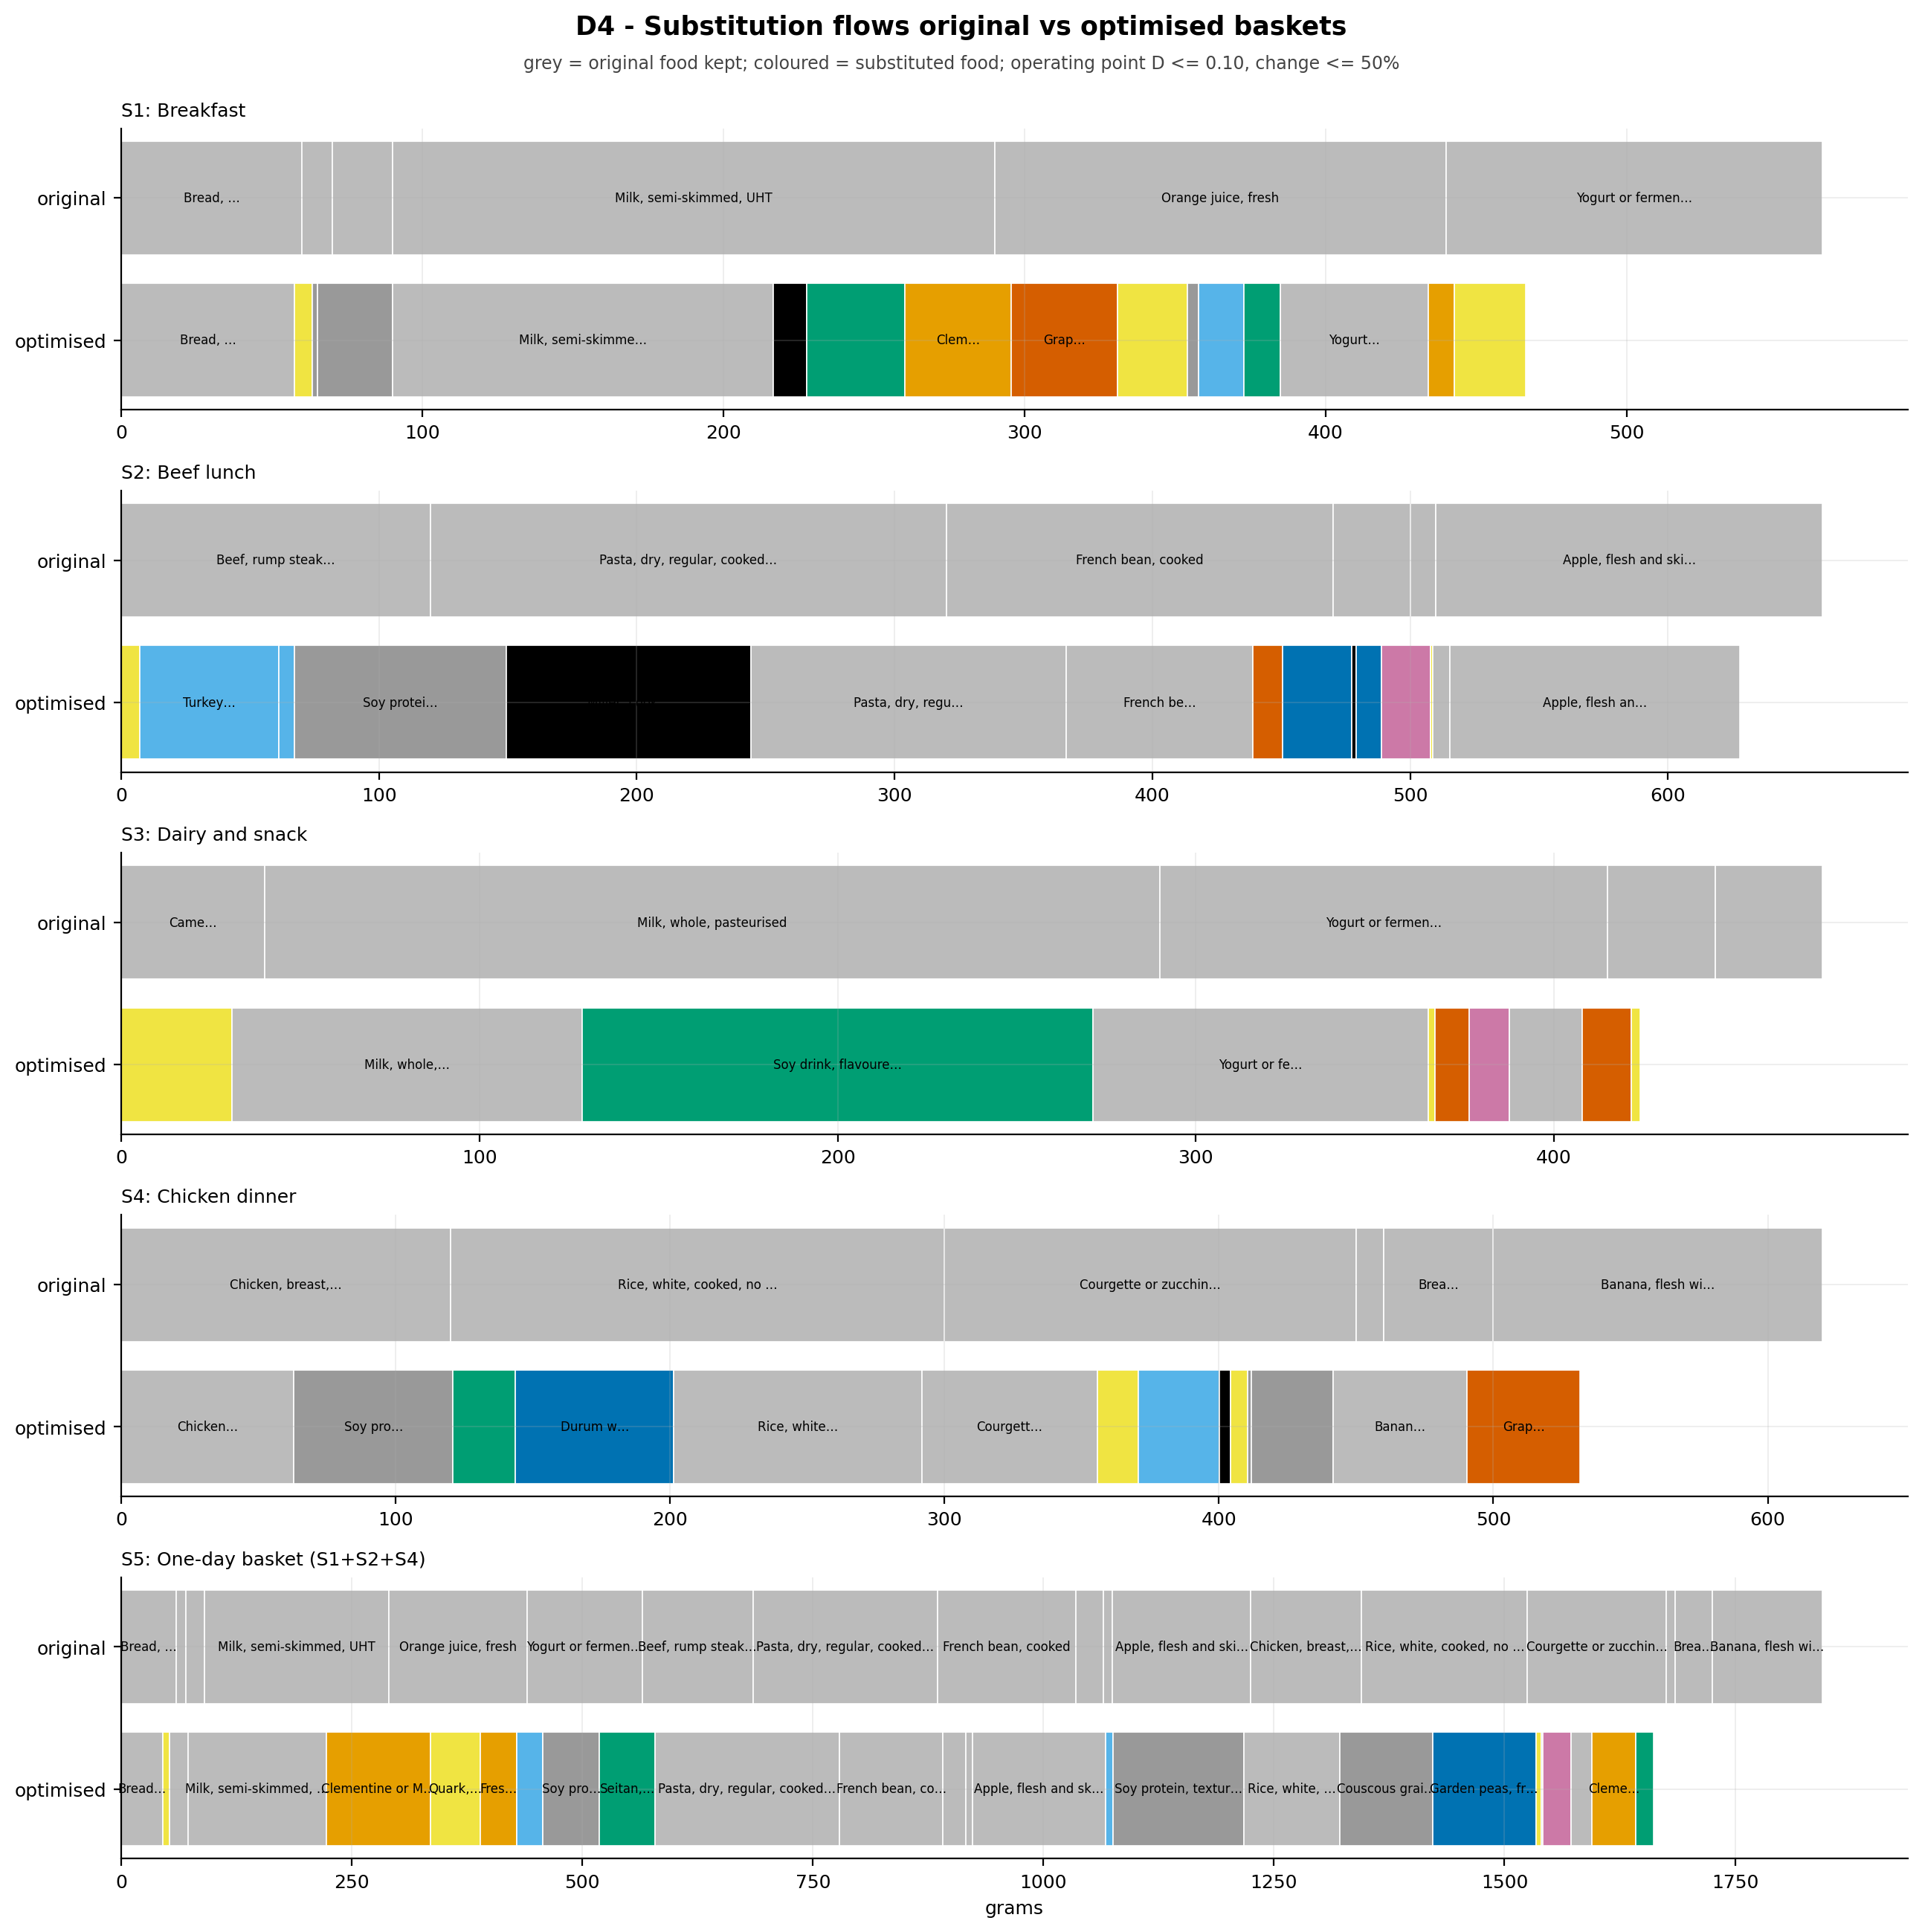 D4 - Substitution flows original vs optimised baskets
grey = original food kept; coloured = substituted food; operating point D <= 0.10, change <= 50%
S1: Breakfast
original
Bread, ...
Milk, semi-skimmed, UHT
Orange juice, fresh
Yogurt or fermen...
optimised
Bread, ...
Milk, semi-skimme...
Clem...
Grap...
Yogurt...
0 100 200 300 400 500
S2: Beef lunch
original
Beef, rump steak...
Pasta, dry, regular, cooked...
French bean, cooked
Apple, flesh and ski...
optimised
Turkey...
Soy protei...
Pasta, dry, regu...
French be...
Apple, flesh an...
0 100 200 300 400 500 600
S3: Dairy and snack
original
Came...
Milk, whole, pasteurised
Yogurt or fermen...
optimised
Milk, whole,...
Soy drink, flavoure...
Yogurt or fe...
0 100 200 300 400
S4: Chicken dinner
original
Chicken, breast,...
Rice, white, cooked, no ...
Courgette or zucchin...
Brea...
Banana, flesh wi...
optimised
Chicken...
Soy pro...
Durum w...
Rice, white...
Courgett...
Banan...
Grap...
0 100 200 300 400 500 600
S5: One-day basket (S1+S2+S4)
original
Bread, ...
Milk, semi-skimmed, UHT
Orange juice, fresh
Yogurt or fermen...
Beef, rump steak...
Pasta, dry, regular, cooked...
French bean, cooked
Apple, flesh and ski...
Chicken, breast,...
Rice, white, cooked, no ...
Courgette or zucchin...
Brea...
Banana, flesh wi...
optimised
Bread...
Milk, semi-skimmed, ...
Clementine or M...
Quark,...
Fres...
Soy pro...
Seitan,...
Pasta, dry, regular, cooked...
French bean, co...
Apple, flesh and sk...
Soy protein, textur...
Rice, white, ...
Couscous grai...
Garden peas, fr...
Cleme...
0 250 500 750 1000 1250 1500 1750
grams